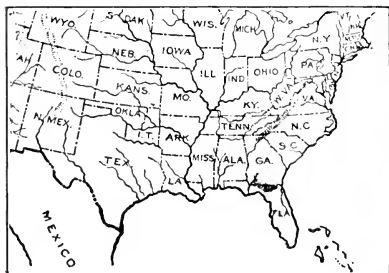 WYO.
S. DAK
WIS.
MICH.
N.Y
NEB.
IOWA
ILL
IND
OHIO
PA.
COLO.
KANS.
MO.
KY.
W.VA.
VA.
OKLA
I.T.
TENN.
N.C
N. MEX.
ARK.
S.C
TEX.
LA
MISS
ALA.
GA.
FLA
MEXICO